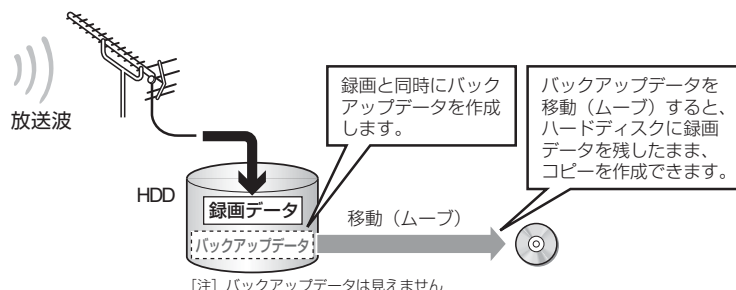 放送波
録画と同時にバック
アップデータを作成
します。
バックアップデータを
移動（ムーブ）すると、
ハードディスクに録画
データを残したまま、
コピーを作成できます。
HDD
録画データ
バックアップデータ
移動（ムーブ）
［注］バックアップデータは見えません